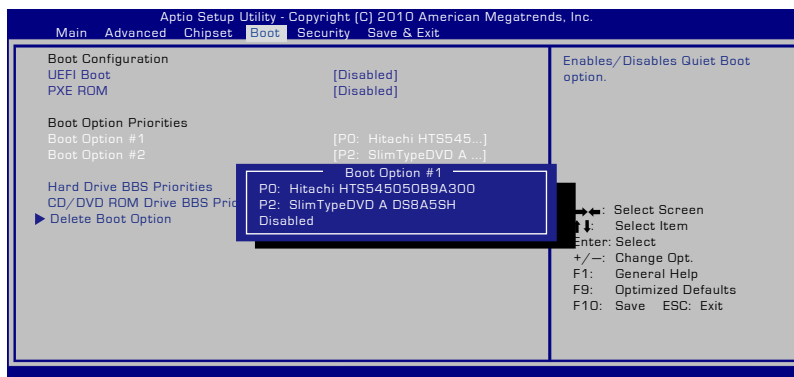 Aptio Setup Utility - Copyright (C) 2010 American Megatrends, Inc.
Main Advanced Chipset Boot Security Save & Exit
Boot Configuration
UEFI Boot [Disabled]
PXE ROM [Disabled]
Boot Option Priorities
Boot Option #1 [P0: Hitachi HTS545...]
Boot Option #2 [P2: SlimTypeDVD A ...]
Hard Drive BBS Priorities
CD/DVD ROM Drive BBS Prio
Delete Boot Option
Boot Option #1
P0: Hitachi HTS545050B9A300
P2: SlimTypeDVD A DS8A5SH
Disabled
Enables/Disables Quiet Boot
option.
→←: Select Screen
↑↓: Select Item
Enter: Select
+/—: Change Opt.
F1: General Help
F9: Optimized Defaults
F10: Save ESC: Exit